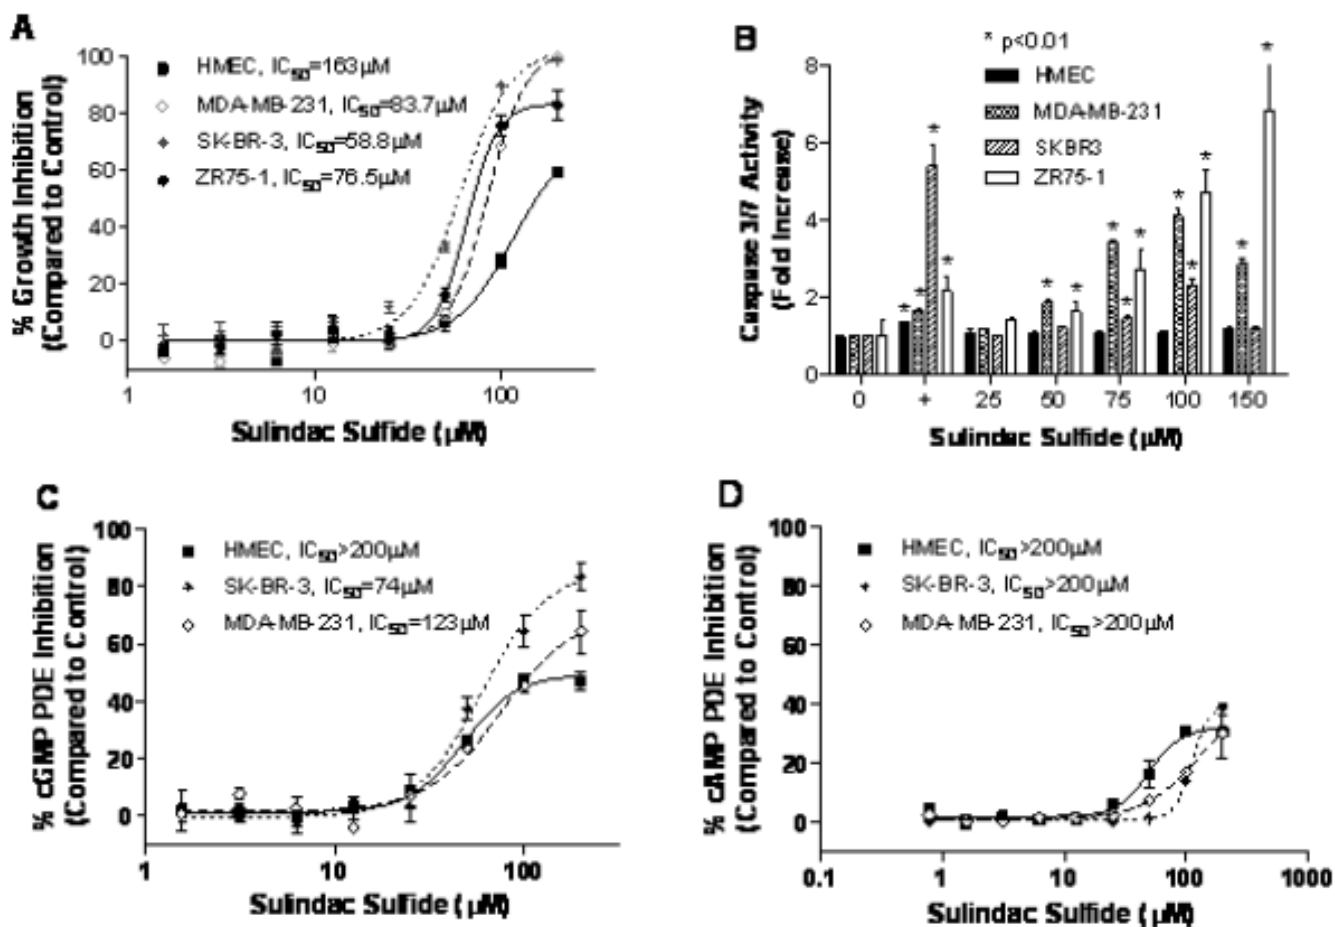 A
% Growth Inhibition
(Compared to Control)
100
80
60
40
20
0
HMEC, IC50=163μM
MDA-MB-231, IC50=83.7μM
SK-BR-3, IC50=58.8μM
ZR75-1, IC50=76.5μM
1
10
100
Sulindac Sulfide (μM)
B
Caspase 3/7 Activity
(Fold Increase)
8
6
4
2
0
* p<0.01
HMEC
MDA-MB-231
SKBR3
ZR75-1
* * * * * * * * * * * * * *
0
+
25
50
75
100
150
Sulindac Sulfide (μM)
C
% cGMP PDE Inhibition
(Compared to Control)
100
80
60
40
20
0
HMEC, IC50>200μM
SK-BR-3, IC50=74μM
MDA-MB-231, IC50=123μM
1
10
100
Sulindac Sulfide (μM)
D
% cAMP PDE Inhibition
(Compared to Control)
100
80
60
40
20
0
HMEC, IC50>200μM
SK-BR-3, IC50>200μM
MDA-MB-231, IC50>200μM
0.1
1
10
100
1000
Sulindac Sulfide (μM)